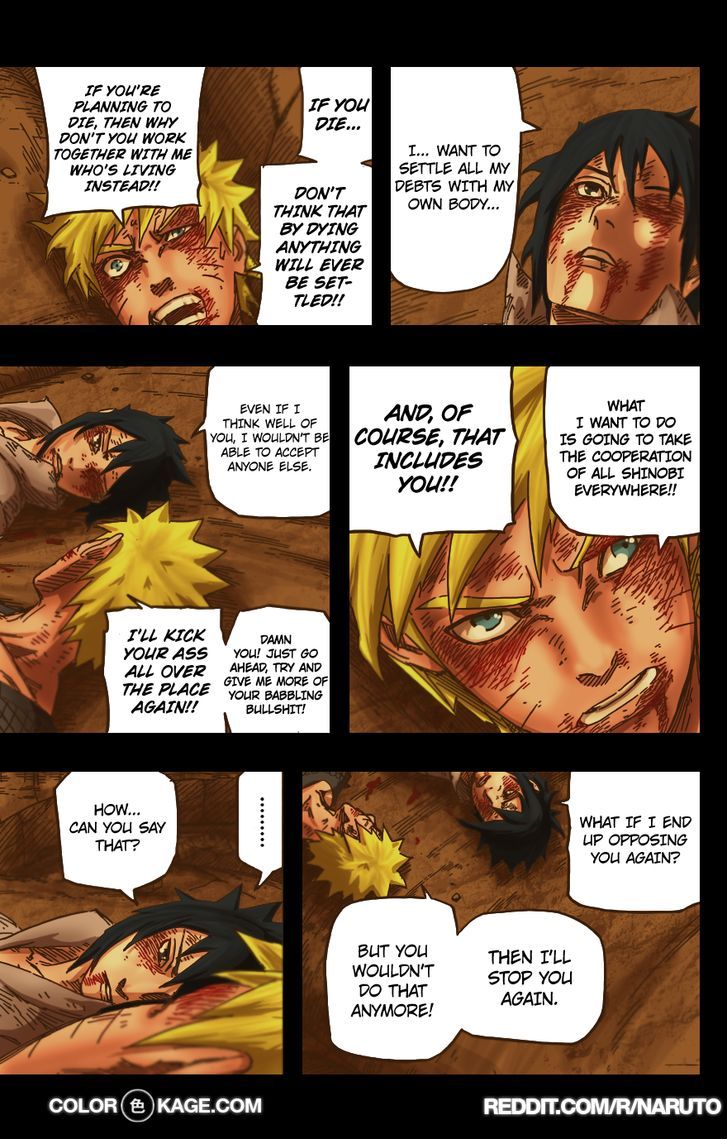 I... WANT TO
SETTLE ALL MY
DEBTS WITH MY
OWN BODY...
IF YOU
DIE...
DON'T
THINK THAT
BY DYING
ANYTHING
WILL EVER
BE SET-
TLED!!
IF YOU'RE
PLANNING TO
DIE, THEN WHY
DON'T YOU WORK
TOGETHER WITH ME
WHO'S LIVING
INSTEAD!!
WHAT
I WANT TO DO
IS GOING TO TAKE
THE COOPERATION
OF ALL SHINOBI
EVERYWHERE!!
AND, OF
COURSE, THAT
INCLUDES
YOU!!
EVEN IF I
THINK WELL OF
YOU, I WOULDN'T BE
ABLE TO ACCEPT
ANYONE ELSE.
DAMN
YOU! JUST GO
AHEAD, TRY AND
GIVE ME MORE OF
YOUR BABBLING
BULLSHIT!
I'LL KICK
YOUR ASS
ALL OVER
THE PLACE
AGAIN!!
WHAT IF I END
UP OPPOSING
YOU AGAIN?
THEN I'LL
STOP YOU
AGAIN.
BUT YOU
WOULDN'T
DO THAT
ANYMORE!
.........
HOW...
CAN YOU SAY
THAT?
COLOR 色 KAGE.COM
REDDIT.COM/R/NARUTO